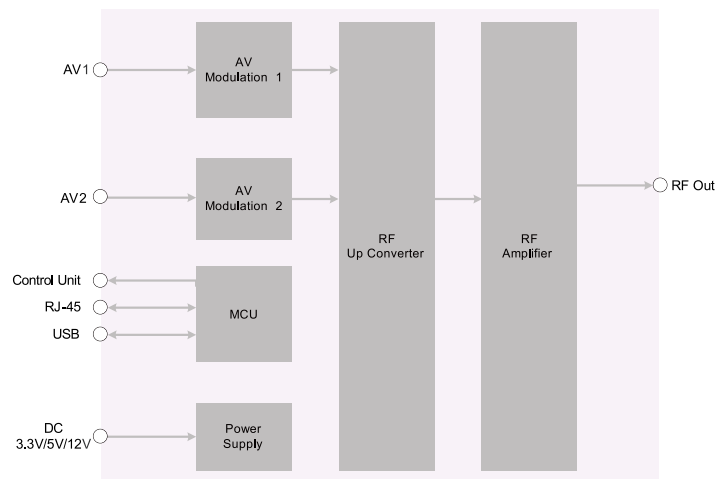 AV1
AV
Modulation 1
AV2
AV
Modulation 2
RF
Up Converter
RF
Amplifier
RF Out
Control Unit
RJ-45
USB
MCU
DC
3.3V/5V/12V
Power
Supply